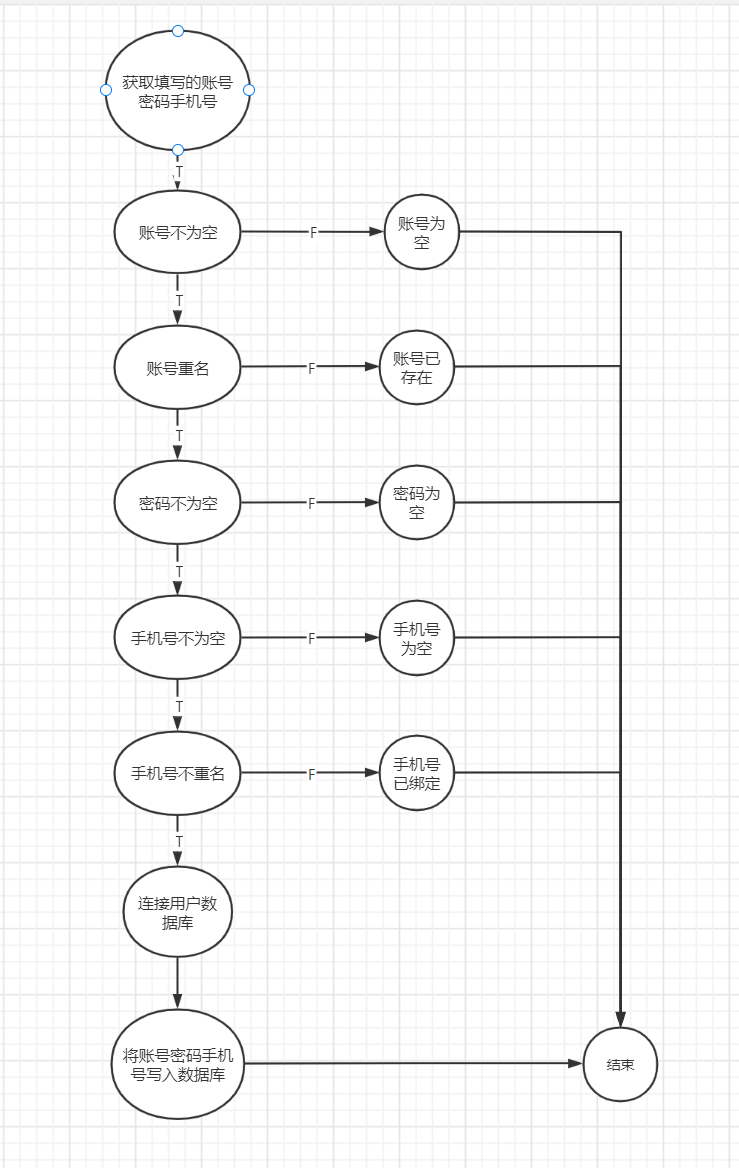 获取填写的账号
密码手机号
T
账号不为空
F
账号为
空
T
账号重名
F
账号已
存在
T
密码不为空
F
密码为
空
T
手机号不为空
F
手机号
为空
T
手机号不重名
F
手机号
已绑定
T
连接用户数
据库
将账号密码手机
号写入数据库
结束